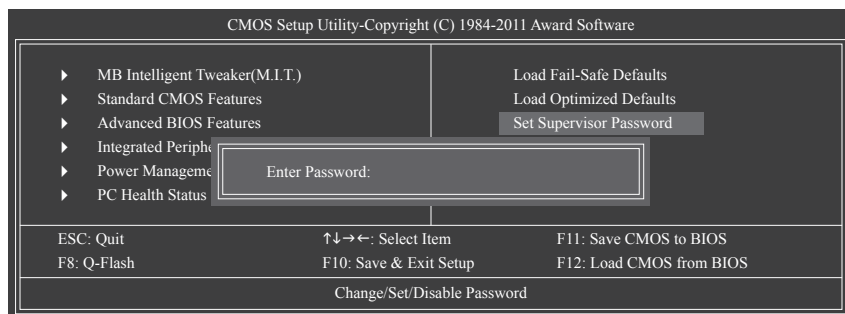 CMOS Setup Utility-Copyright (C) 1984-2011 Award Software
MB Intelligent Tweaker(M.I.T.)
Standard CMOS Features
Advanced BIOS Features
Integrated Periphe
Power Manageme
PC Health Status
Load Fail-Safe Defaults
Load Optimized Defaults
Set Supervisor Password
Enter Password:
ESC: Quit ↑↓→←: Select Item F11: Save CMOS to BIOS
F8: Q-Flash F10: Save & Exit Setup F12: Load CMOS from BIOS
Change/Set/Disable Password